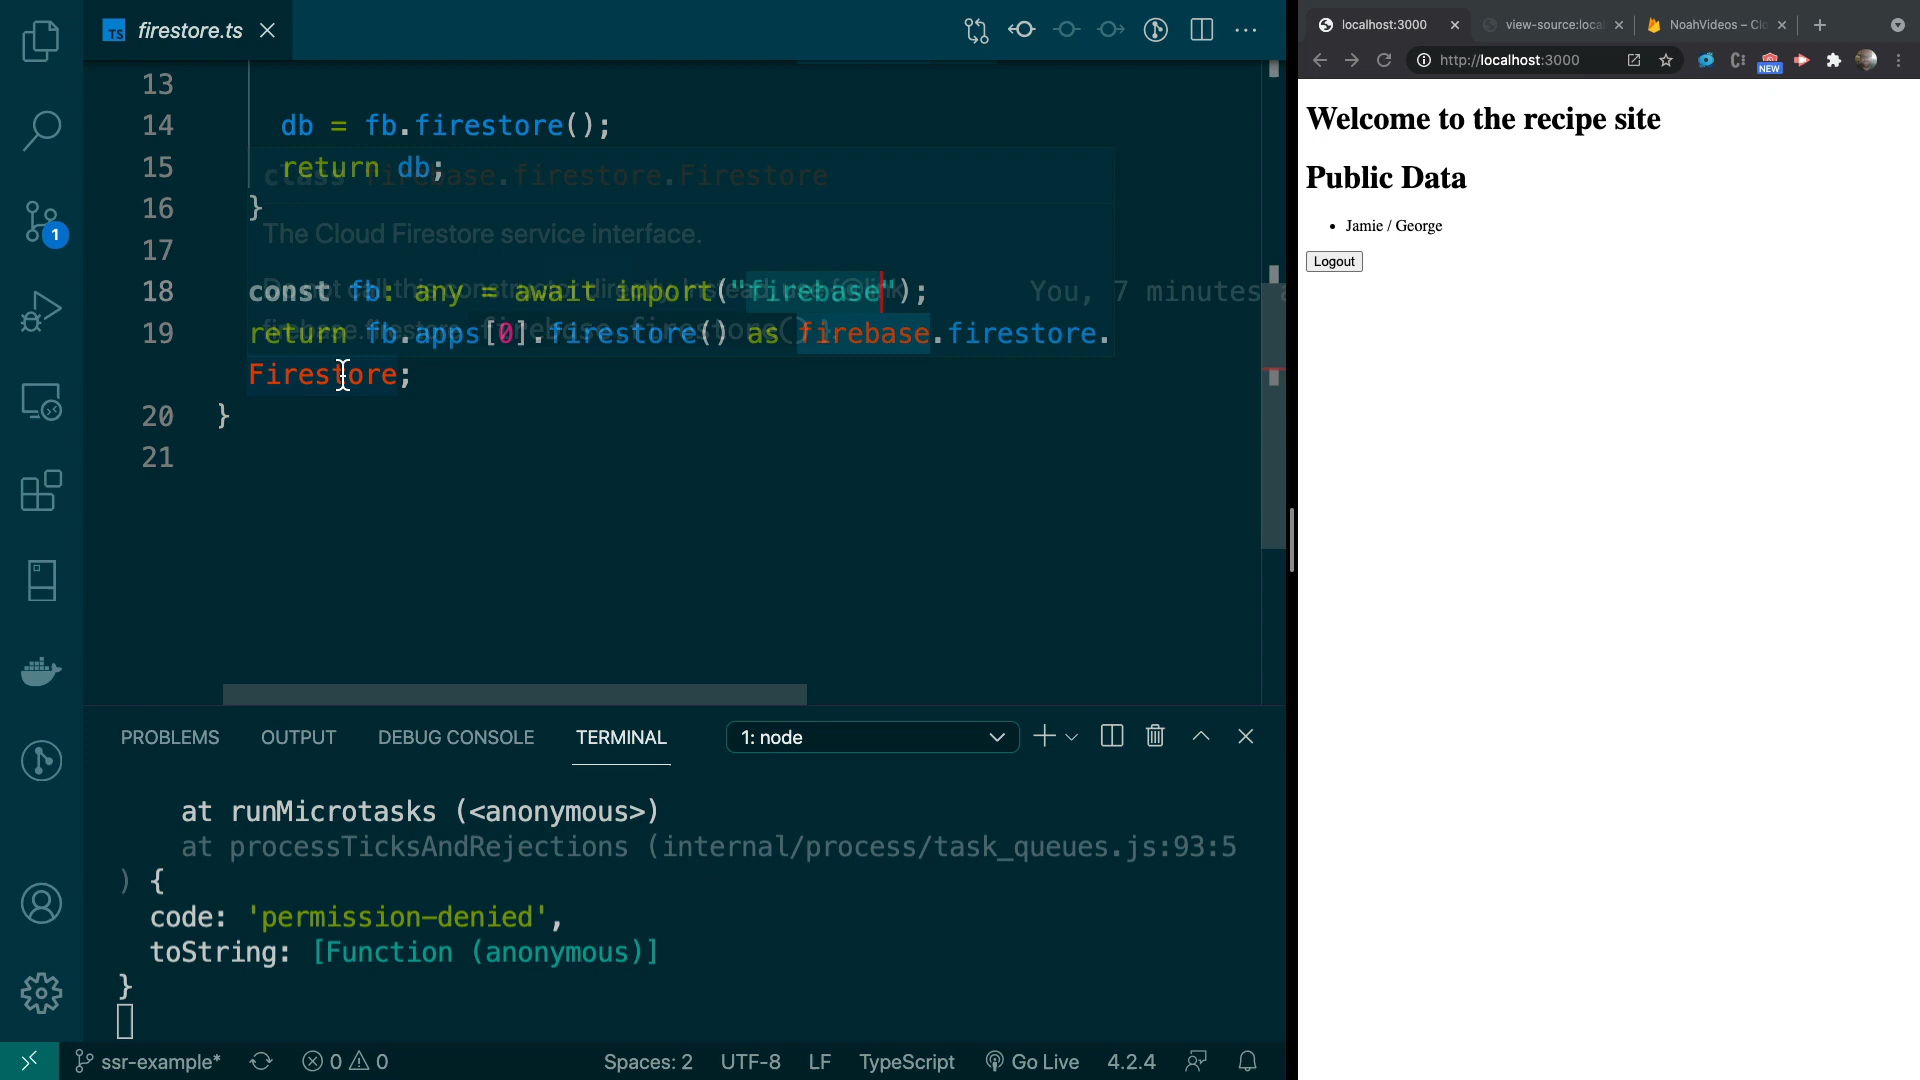 TS firestore.ts
13
14 db = fb.firestore();
15 return db;
class firebase.firestore.Firestore
16 }
The Cloud Firestore service interface.
17
18 const fb: any = await import("firebase"); You, 7 minutes a
19 return fb.apps[0].firestore() as firebase.firestore.
Firestore;
20 }
21
PROBLEMS OUTPUT DEBUG CONSOLE TERMINAL 1: node
at runMicrotasks (<anonymous>)
at processTicksAndRejections (internal/process/task_queues.js:93:5
) {
code: 'permission-denied',
toString: [Function (anonymous)]
}
1
ssr-example* 0 0 Spaces: 2 UTF-8 LF TypeScript Go Live 4.2.4
localhost:3000 view-source:local NoahVideos – Clo
http://localhost:3000 NEW
Welcome to the recipe site
Public Data
• Jamie / George
Logout